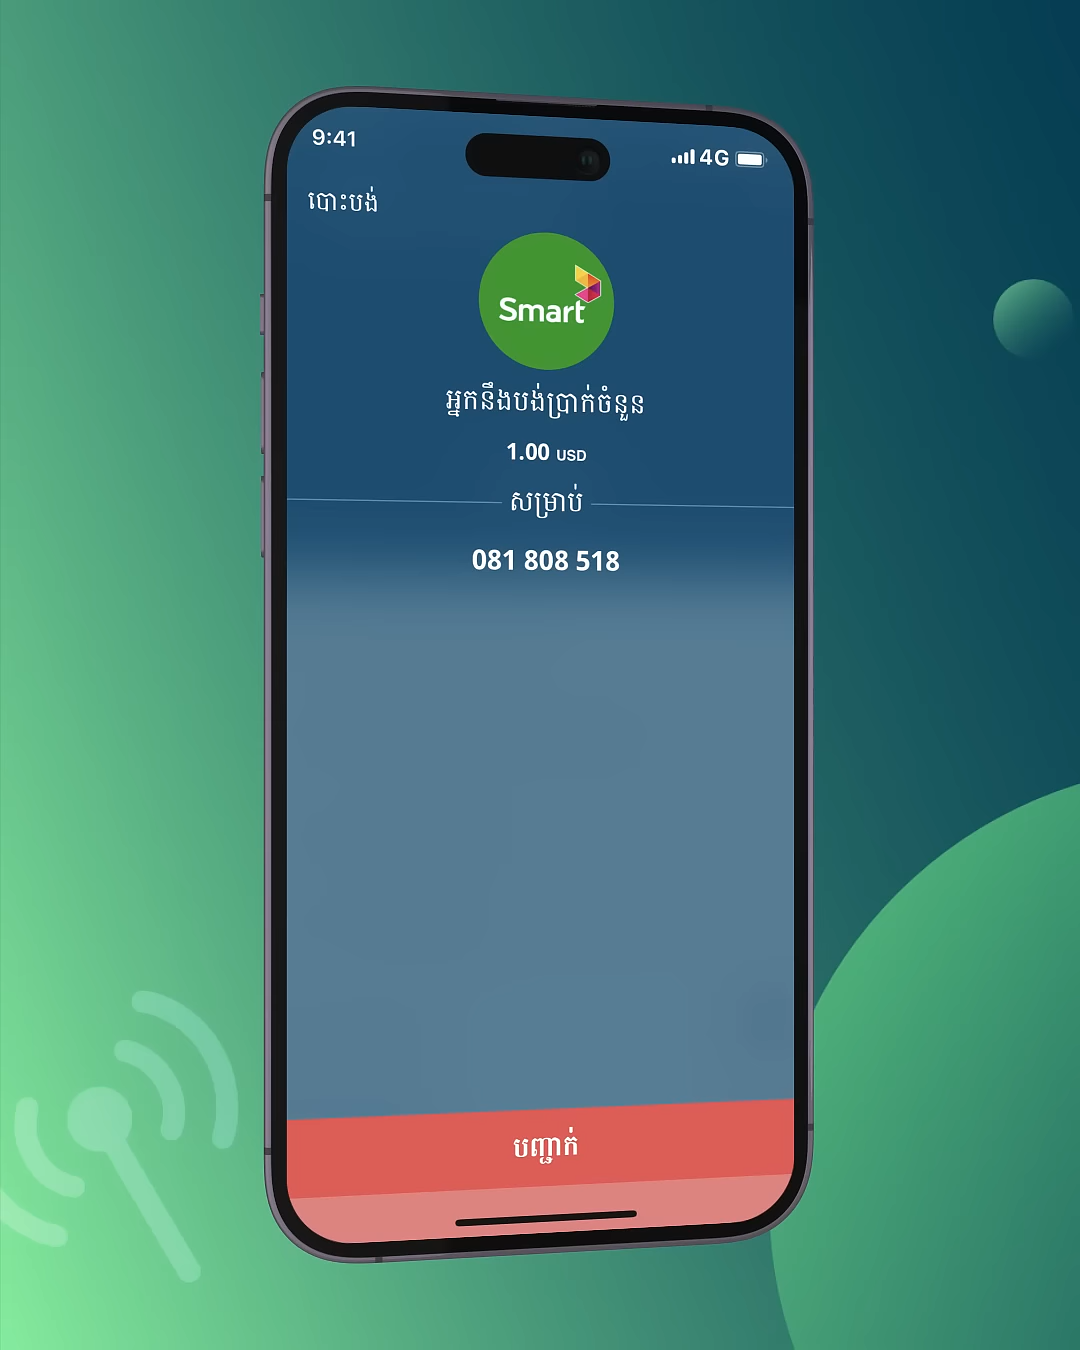 9:41
4G
បោះបង់
Smart
អ្នកនឹងបង់ប្រាក់ចំនួន
1.00 USD
សម្រាប់
081 808 518
បញ្ជាក់